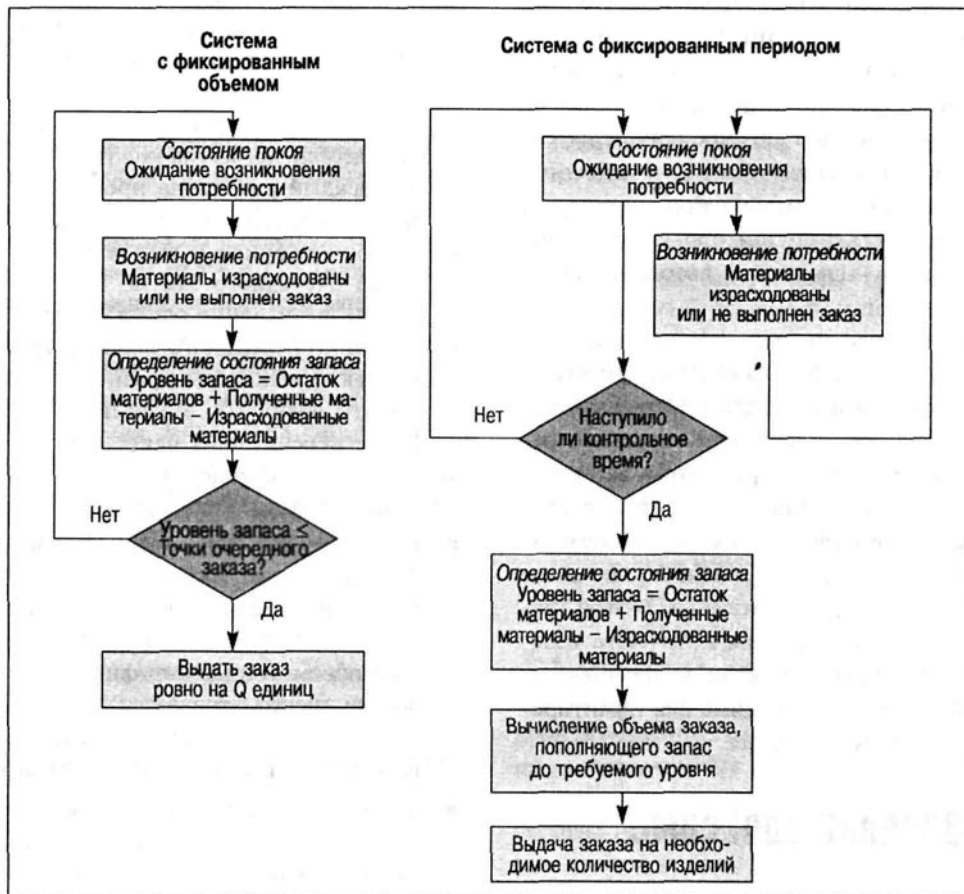 Система
с фиксированным
объемом
Состояние покоя
Ожидание возникновения
потребности
Возникновение потребности
Материалы израсходованы
или не выполнен заказ
Определение состояния запаса
Уровень запаса = Остаток
материалов + Полученные ма-
териалы − Израсходованные
материалы
Нет
Уровень запаса ≤
Точки очередного
заказа?
Да
Выдать заказ
ровно на Q единиц
Система с фиксированным периодом
Состояние покоя
Ожидание возникновения
потребности
Возникновение потребности
Материалы
израсходованы
или не выполнен заказ
Нет
Наступило
ли контрольное
время?
Да
Определение состояния запаса
Уровень запаса = Остаток
материалов + Полученные
материалы − Израсходованные
материалы
Вычисление объема заказа,
пополняющего запас
до требуемого уровня
Выдача заказа на необхо-
димое количество изделий